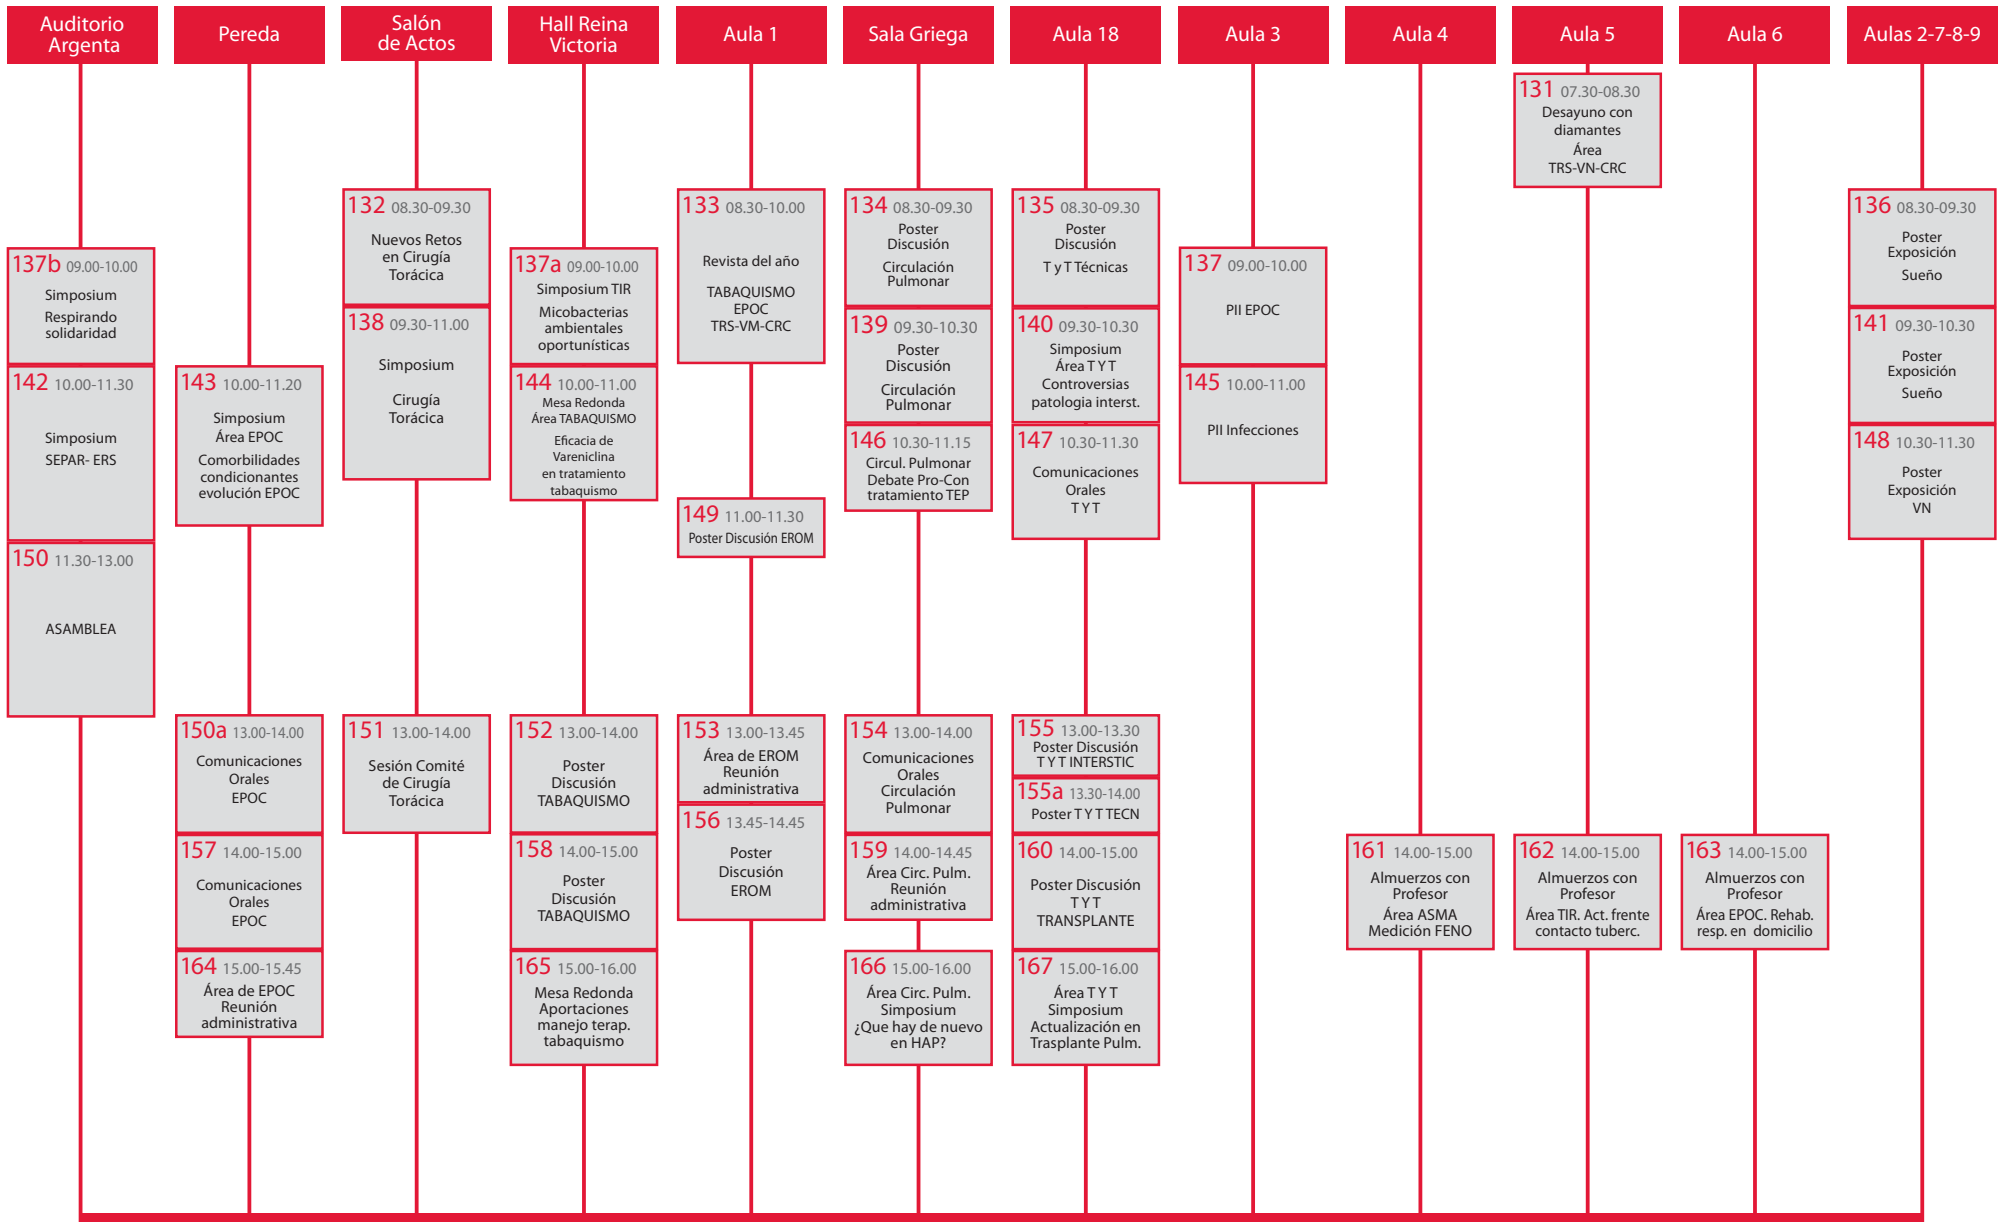 Auditorio
Argenta
Pereda
Salón
de Actos
Hall Reina
Victoria
Aula 1
Sala Griega
Aula 18
Aula 3
Aula 4
Aula 5
Aula 6
Aulas 2-7-8-9
131 07.30-08.30
Desayuno con
diamantes
Área
TRS-VN-CRC
132 08.30-09.30
Nuevos Retos
en Cirugía
Torácica
133 08.30-10.00
Revista del año
TABAQUISMO
EPOC
TRS-VM-CRC
134 08.30-09.30
Poster
Discusión
Circulación
Pulmonar
135 08.30-09.30
Poster
Discusión
T y T Técnicas
136 08.30-09.30
Poster
Exposición
Sueño
137b 09.00-10.00
Simposium
Respirando
solidaridad
137a 09.00-10.00
Simposium TIR
Micobacterias
ambientales
oportunísticas
137 09.00-10.00
PII EPOC
138 09.30-11.00
Simposium
Cirugía
Torácica
139 09.30-10.30
Poster
Discusión
Circulación
Pulmonar
140 09.30-10.30
Simposium
Área T Y T
Controversias
patologia interst.
141 09.30-10.30
Poster
Exposición
Sueño
142 10.00-11.30
Simposium
SEPAR- ERS
143 10.00-11.20
Simposium
Área EPOC
Comorbilidades
condicionantes
evolución EPOC
144 10.00-11.00
Mesa Redonda
Área TABAQUISMO
Eficacia de
Vareniclina
en tratamiento
tabaquismo
145 10.00-11.00
PII Infecciones
146 10.30-11.15
Circul. Pulmonar
Debate Pro-Con
tratamiento TEP
147 10.30-11.30
Comunicaciones
Orales
T Y T
148 10.30-11.30
Poster
Exposición
VN
149 11.00-11.30
Poster Discusión EROM
150 11.30-13.00
ASAMBLEA
150a 13.00-14.00
Comunicaciones
Orales
EPOC
151 13.00-14.00
Sesión Comité
de Cirugía
Torácica
152 13.00-14.00
Poster
Discusión
TABAQUISMO
153 13.00-13.45
Área de EROM
Reunión
administrativa
154 13.00-14.00
Comunicaciones
Orales
Circulación
Pulmonar
155 13.00-13.30
Poster Discusión
T Y T INTERSTIC
155a 13.30-14.00
Poster T Y T TECN
156 13.45-14.45
Poster
Discusión
EROM
157 14.00-15.00
Comunicaciones
Orales
EPOC
158 14.00-15.00
Poster
Discusión
TABAQUISMO
159 14.00-14.45
Área Circ. Pulm.
Reunión
administrativa
160 14.00-15.00
Poster Discusión
T Y T
TRANSPLANTE
161 14.00-15.00
Almuerzos con
Profesor
Área ASMA
Medición FENO
162 14.00-15.00
Almuerzos con
Profesor
Área TIR. Act. frente
contacto tuberc.
163 14.00-15.00
Almuerzos con
Profesor
Área EPOC. Rehab.
resp. en domicilio
164 15.00-15.45
Área de EPOC
Reunión
administrativa
165 15.00-16.00
Mesa Redonda
Aportaciones
manejo terap.
tabaquismo
166 15.00-16.00
Área Circ. Pulm.
Simposium
¿Que hay de nuevo
en HAP?
167 15.00-16.00
Área T Y T
Simposium
Actualización en
Trasplante Pulm.